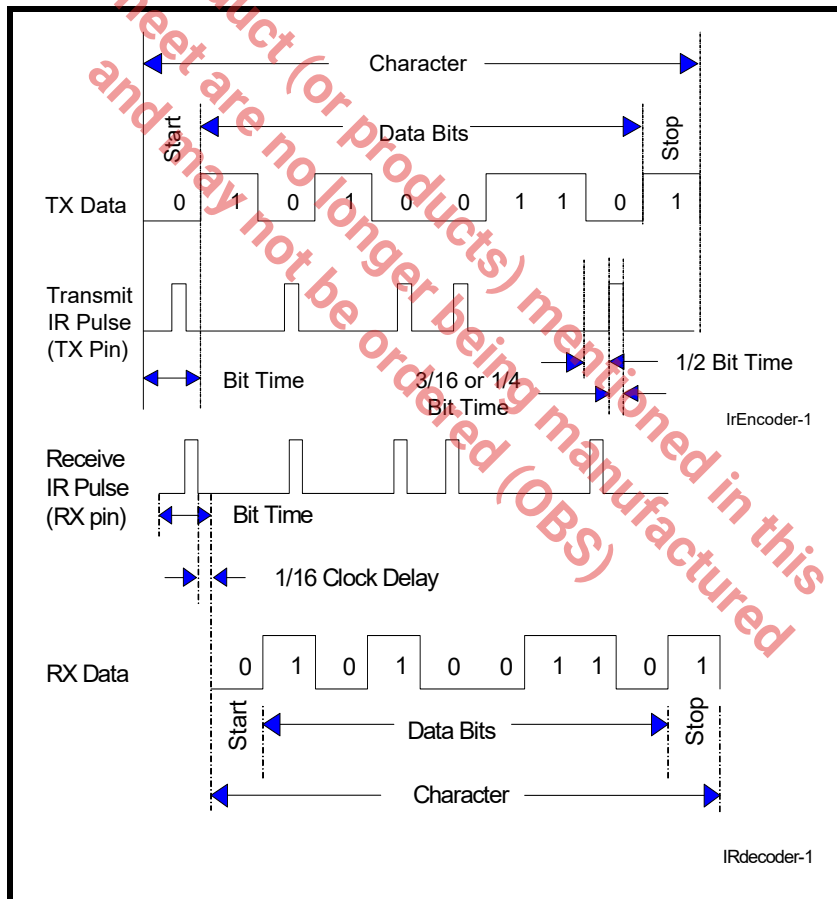 duct (or products) mentioned in this
heet are no longer being manufactured
and may not be ordered (OBS)
Character
Start
Data Bits
Stop
TX Data
0 1 0 1 0 0 1 1 0 1
Transmit
IR Pulse
(TX Pin)
Bit Time
3/16 or 1/4
Bit Time
1/2 Bit Time
IrEncoder-1
Receive
IR Pulse
(RX pin)
Bit Time
1/16 Clock Delay
RX Data
0 1 0 1 0 0 1 1 0 1
Start
Data Bits
Stop
Character
IRdecoder-1